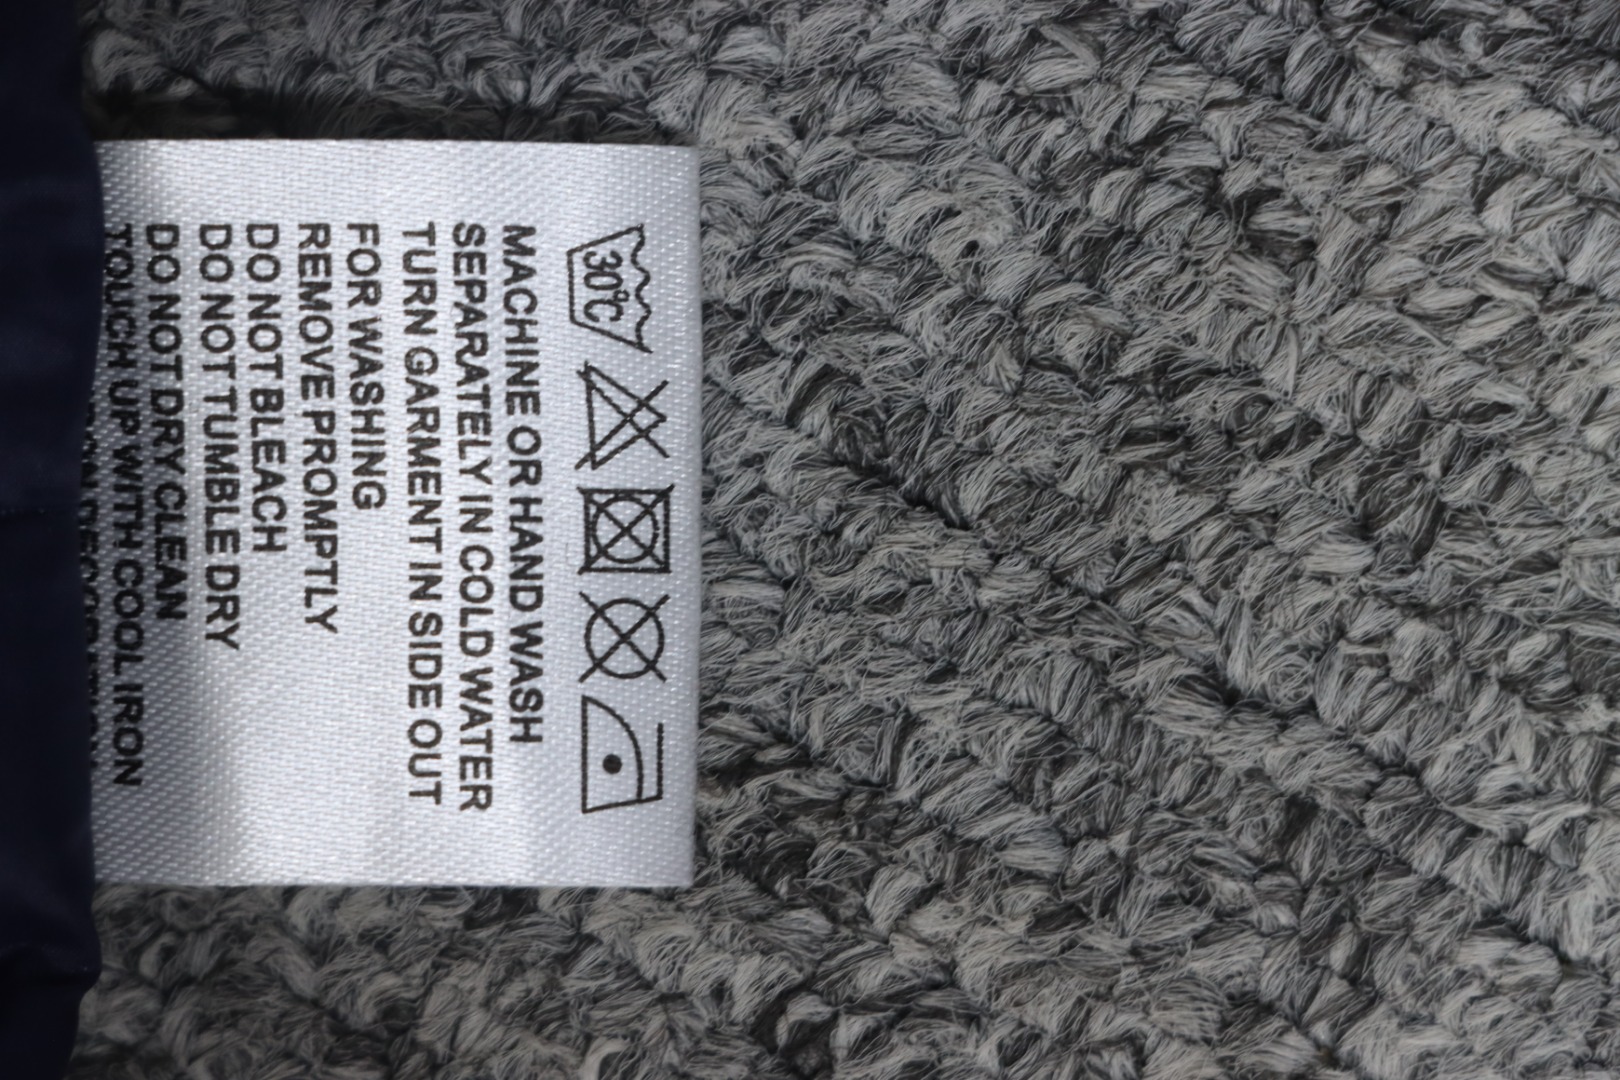 30°C
MACHINE OR HAND WASH
SEPARATELY IN COLD WATER
TURN GARMENT IN SIDE OUT
FOR WASHING
REMOVE PROMPTLY
DO NOT BLEACH
DO NOT TUMBLE DRY
DO NOT DRY CLEAN
TOUCH UP WITH COOL IRON